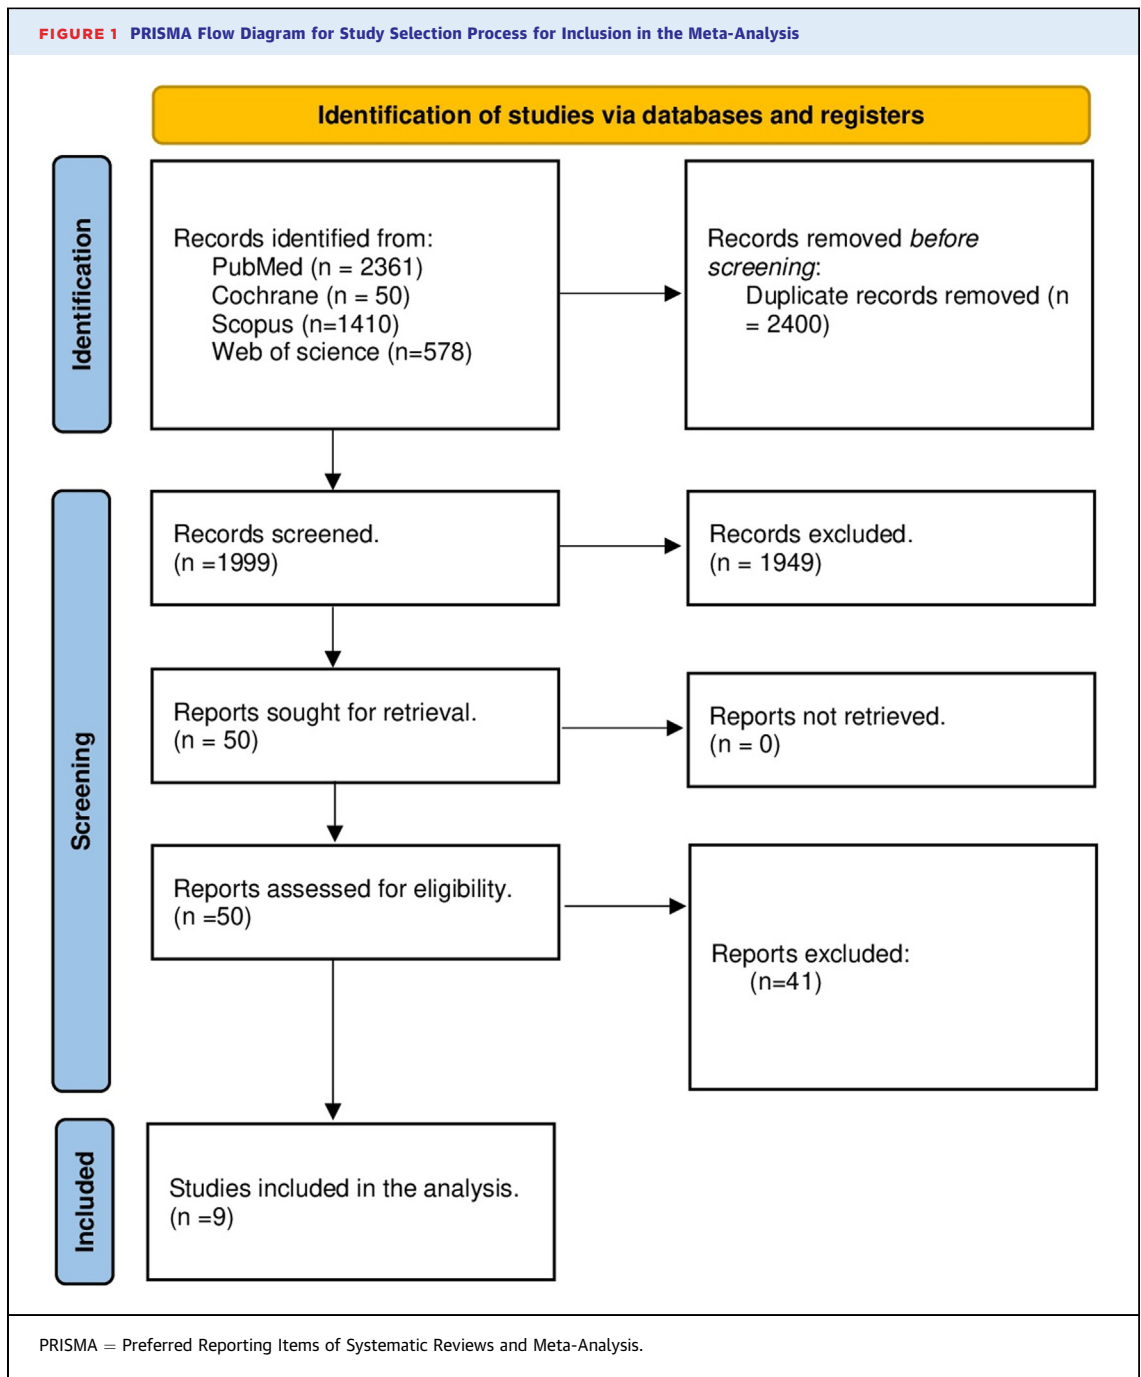 FIGURE 1 PRISMA Flow Diagram for Study Selection Process for Inclusion in the Meta-Analysis
Identification of studies via databases and registers
Identification
Records identified from:
PubMed (n = 2361)
Cochrane (n = 50)
Scopus (n=1410)
Web of science (n=578)
Records removed before
screening:
Duplicate records removed (n
= 2400)
Screening
Records screened.
(n =1999)
Records excluded.
(n = 1949)
Reports sought for retrieval.
(n = 50)
Reports not retrieved.
(n = 0)
Reports assessed for eligibility.
(n =50)
Reports excluded:
(n=41)
Included
Studies included in the analysis.
(n =9)
PRISMA = Preferred Reporting Items of Systematic Reviews and Meta-Analysis.